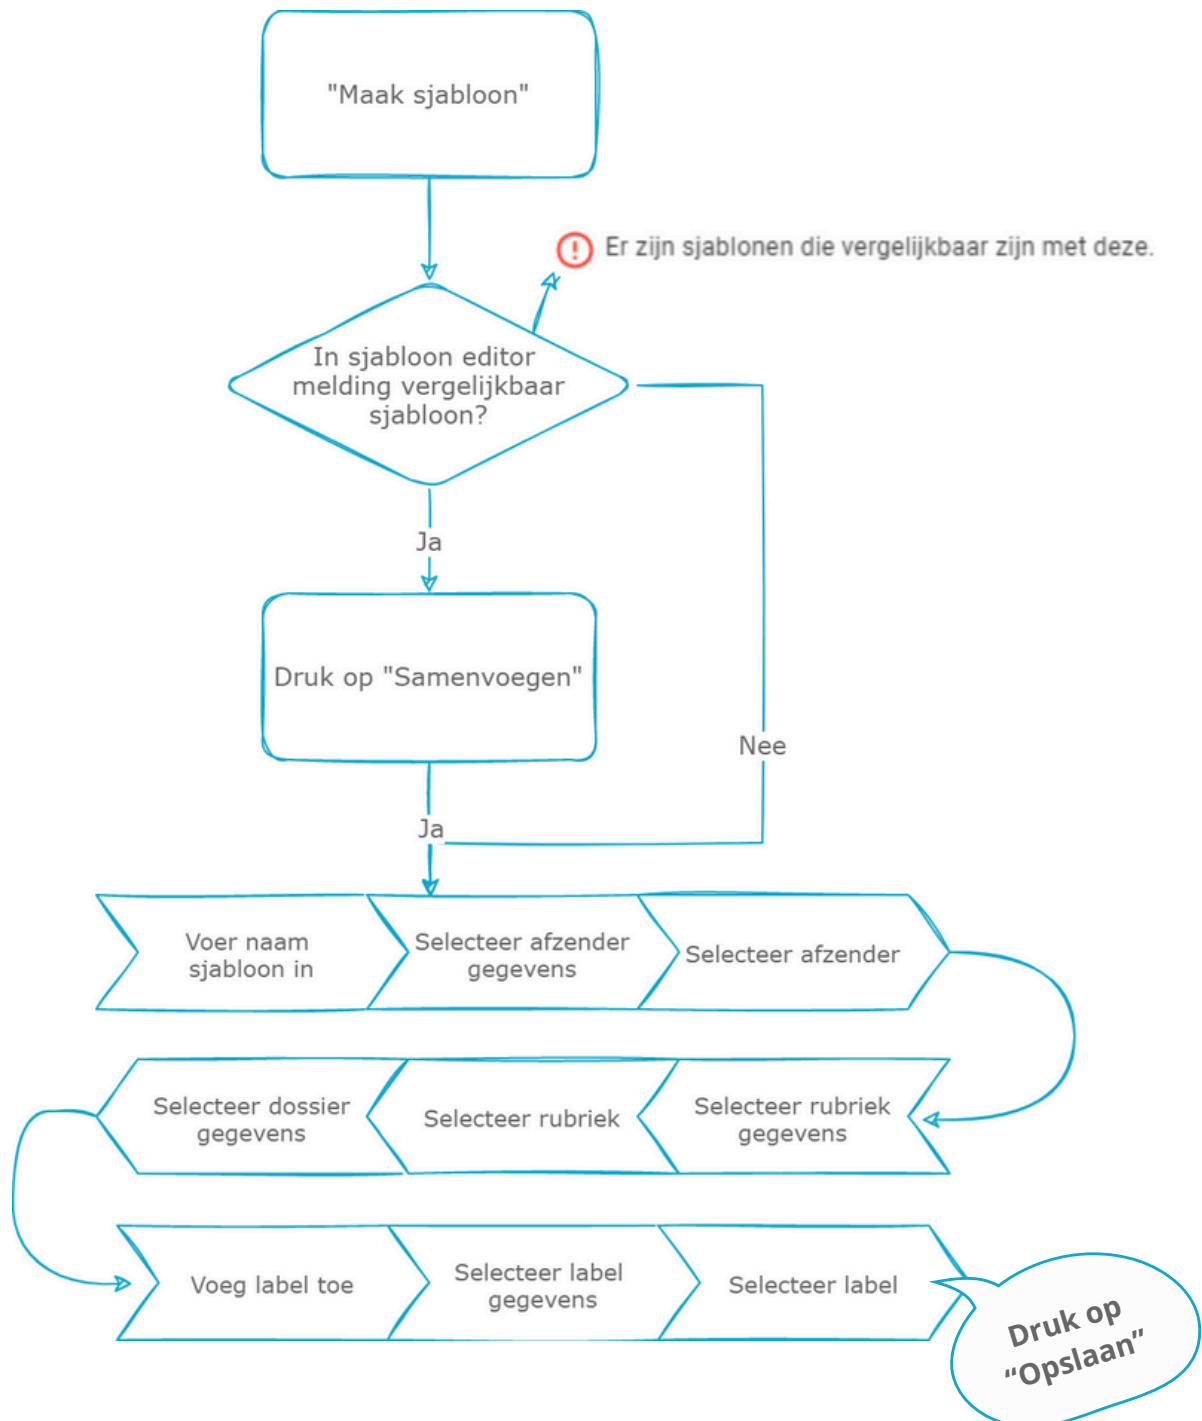 "Maak sjabloon"
Er zijn sjablonen die vergelijkbaar zijn met deze.
In sjabloon editor
melding vergelijkbaar
sjabloon?
Ja
Druk op "Samenvoegen"
Nee
Ja
Voer naam
sjabloon in
Selecteer afzender
gegevens
Selecteer afzender
Selecteer rubriek
gegevens
Selecteer rubriek
Selecteer dossier
gegevens
Voeg label toe
Selecteer label
gegevens
Selecteer label
Druk op
“Opslaan”